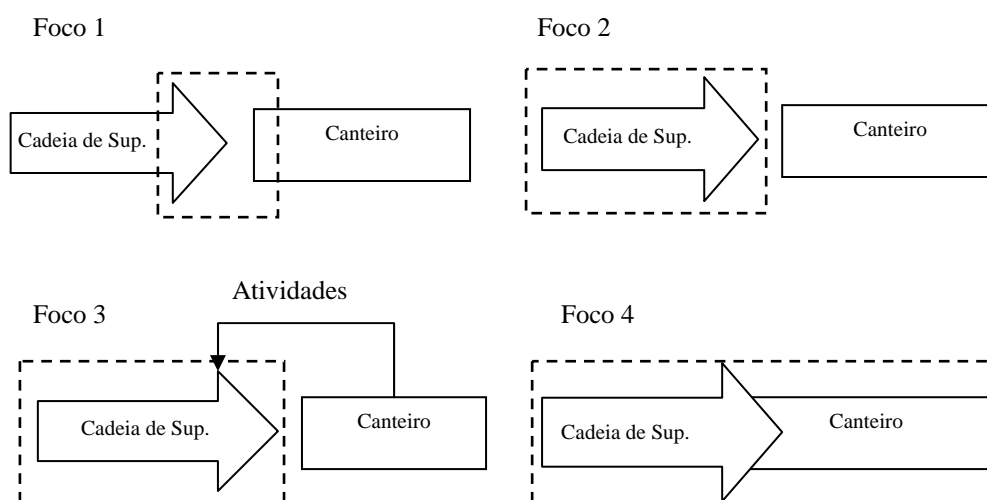 Foco 1
Foco 2
Cadeia de Sup.
Canteiro
Cadeia de Sup.
Canteiro
Atividades
Foco 3
Foco 4
Cadeia de Sup.
Canteiro
Cadeia de Sup.
Canteiro